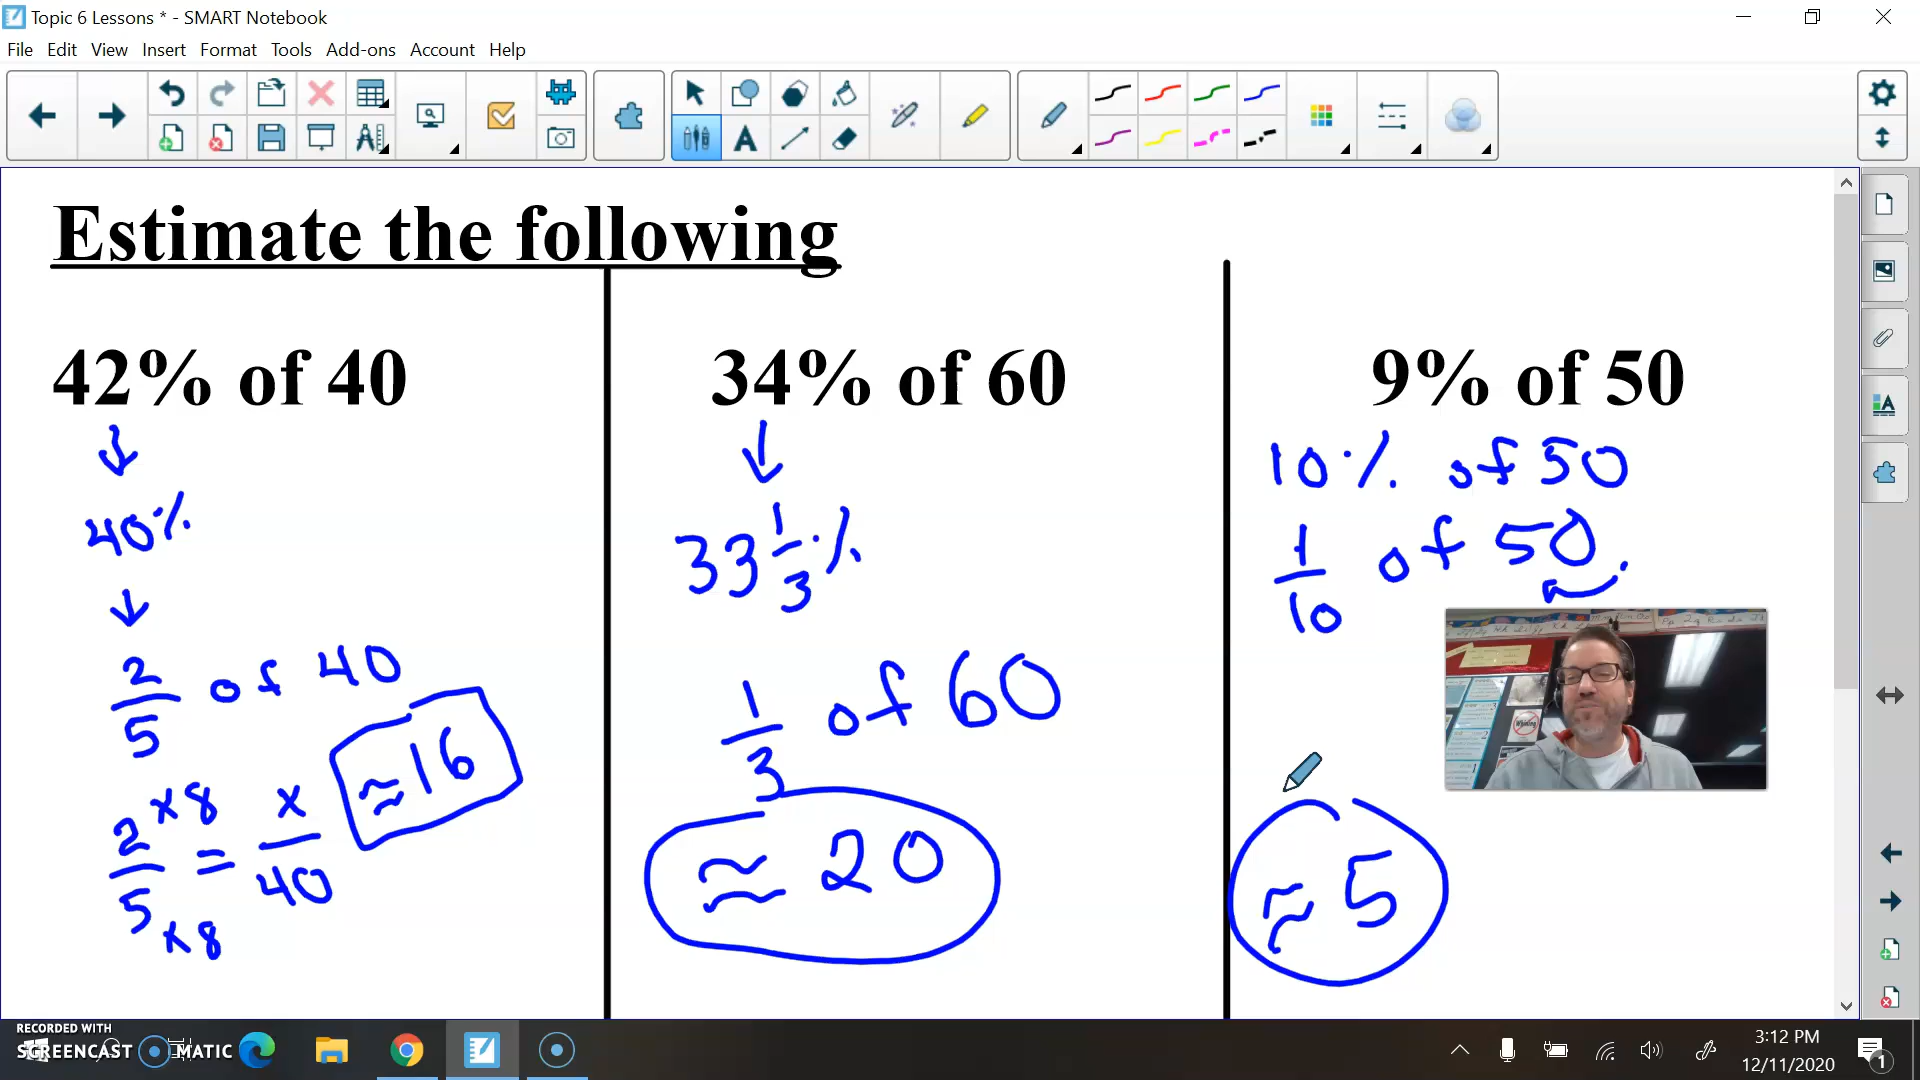 Topic 6 Lessons * - SMART Notebook
File Edit View Insert Format Tools Add-ons Account Help
Estimate the following
42% of 40
40%
2/5 of 40
2/5 ×8 ×8 = x/40
≈16
34% of 60
33 1/3 %
1/3 of 60
≈ 20
9% of 50
10% of 50
1/10 of 50.
≈ 5
RECORDED WITH
SCREENCAST MATIC
3:12 PM
12/11/2020
1